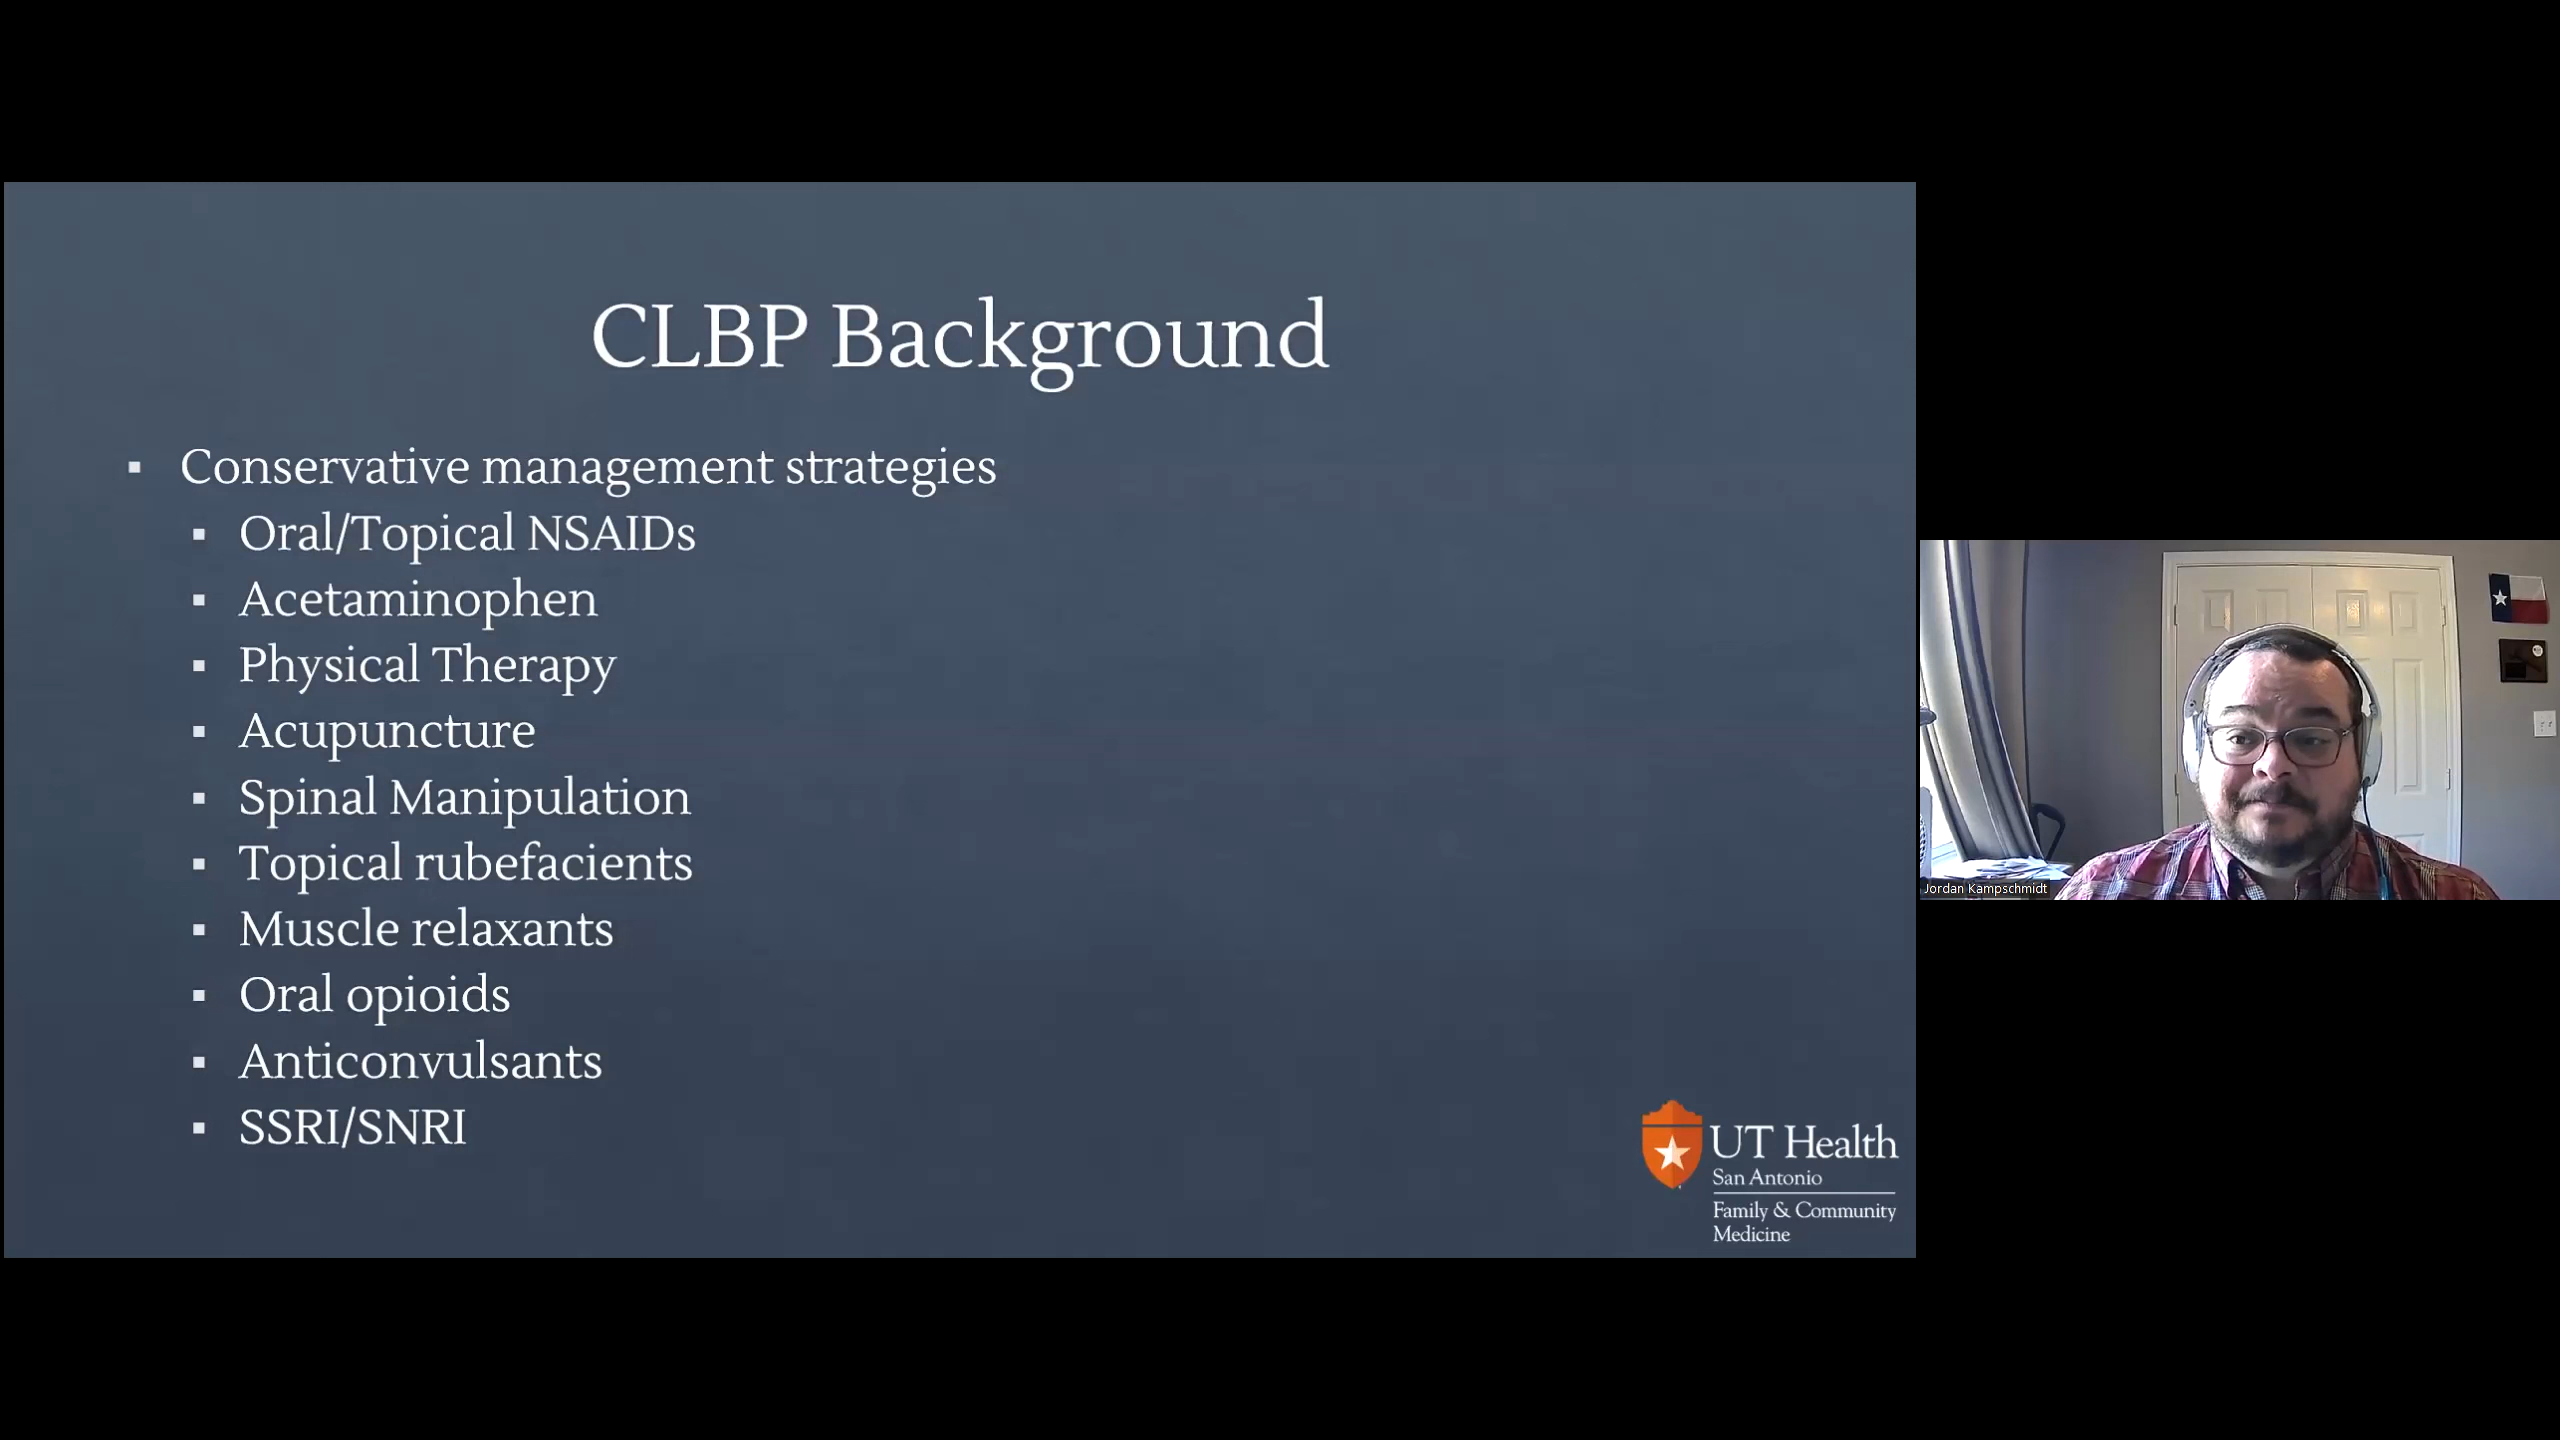 CLBP Background
▪ Conservative management strategies
▪ Oral/Topical NSAIDs
▪ Acetaminophen
▪ Physical Therapy
▪ Acupuncture
▪ Spinal Manipulation
▪ Topical rubefacients
▪ Muscle relaxants
▪ Oral opioids
▪ Anticonvulsants
▪ SSRI/SNRI
UT Health
San Antonio
Family & Community
Medicine
Jordan Kampschmidt